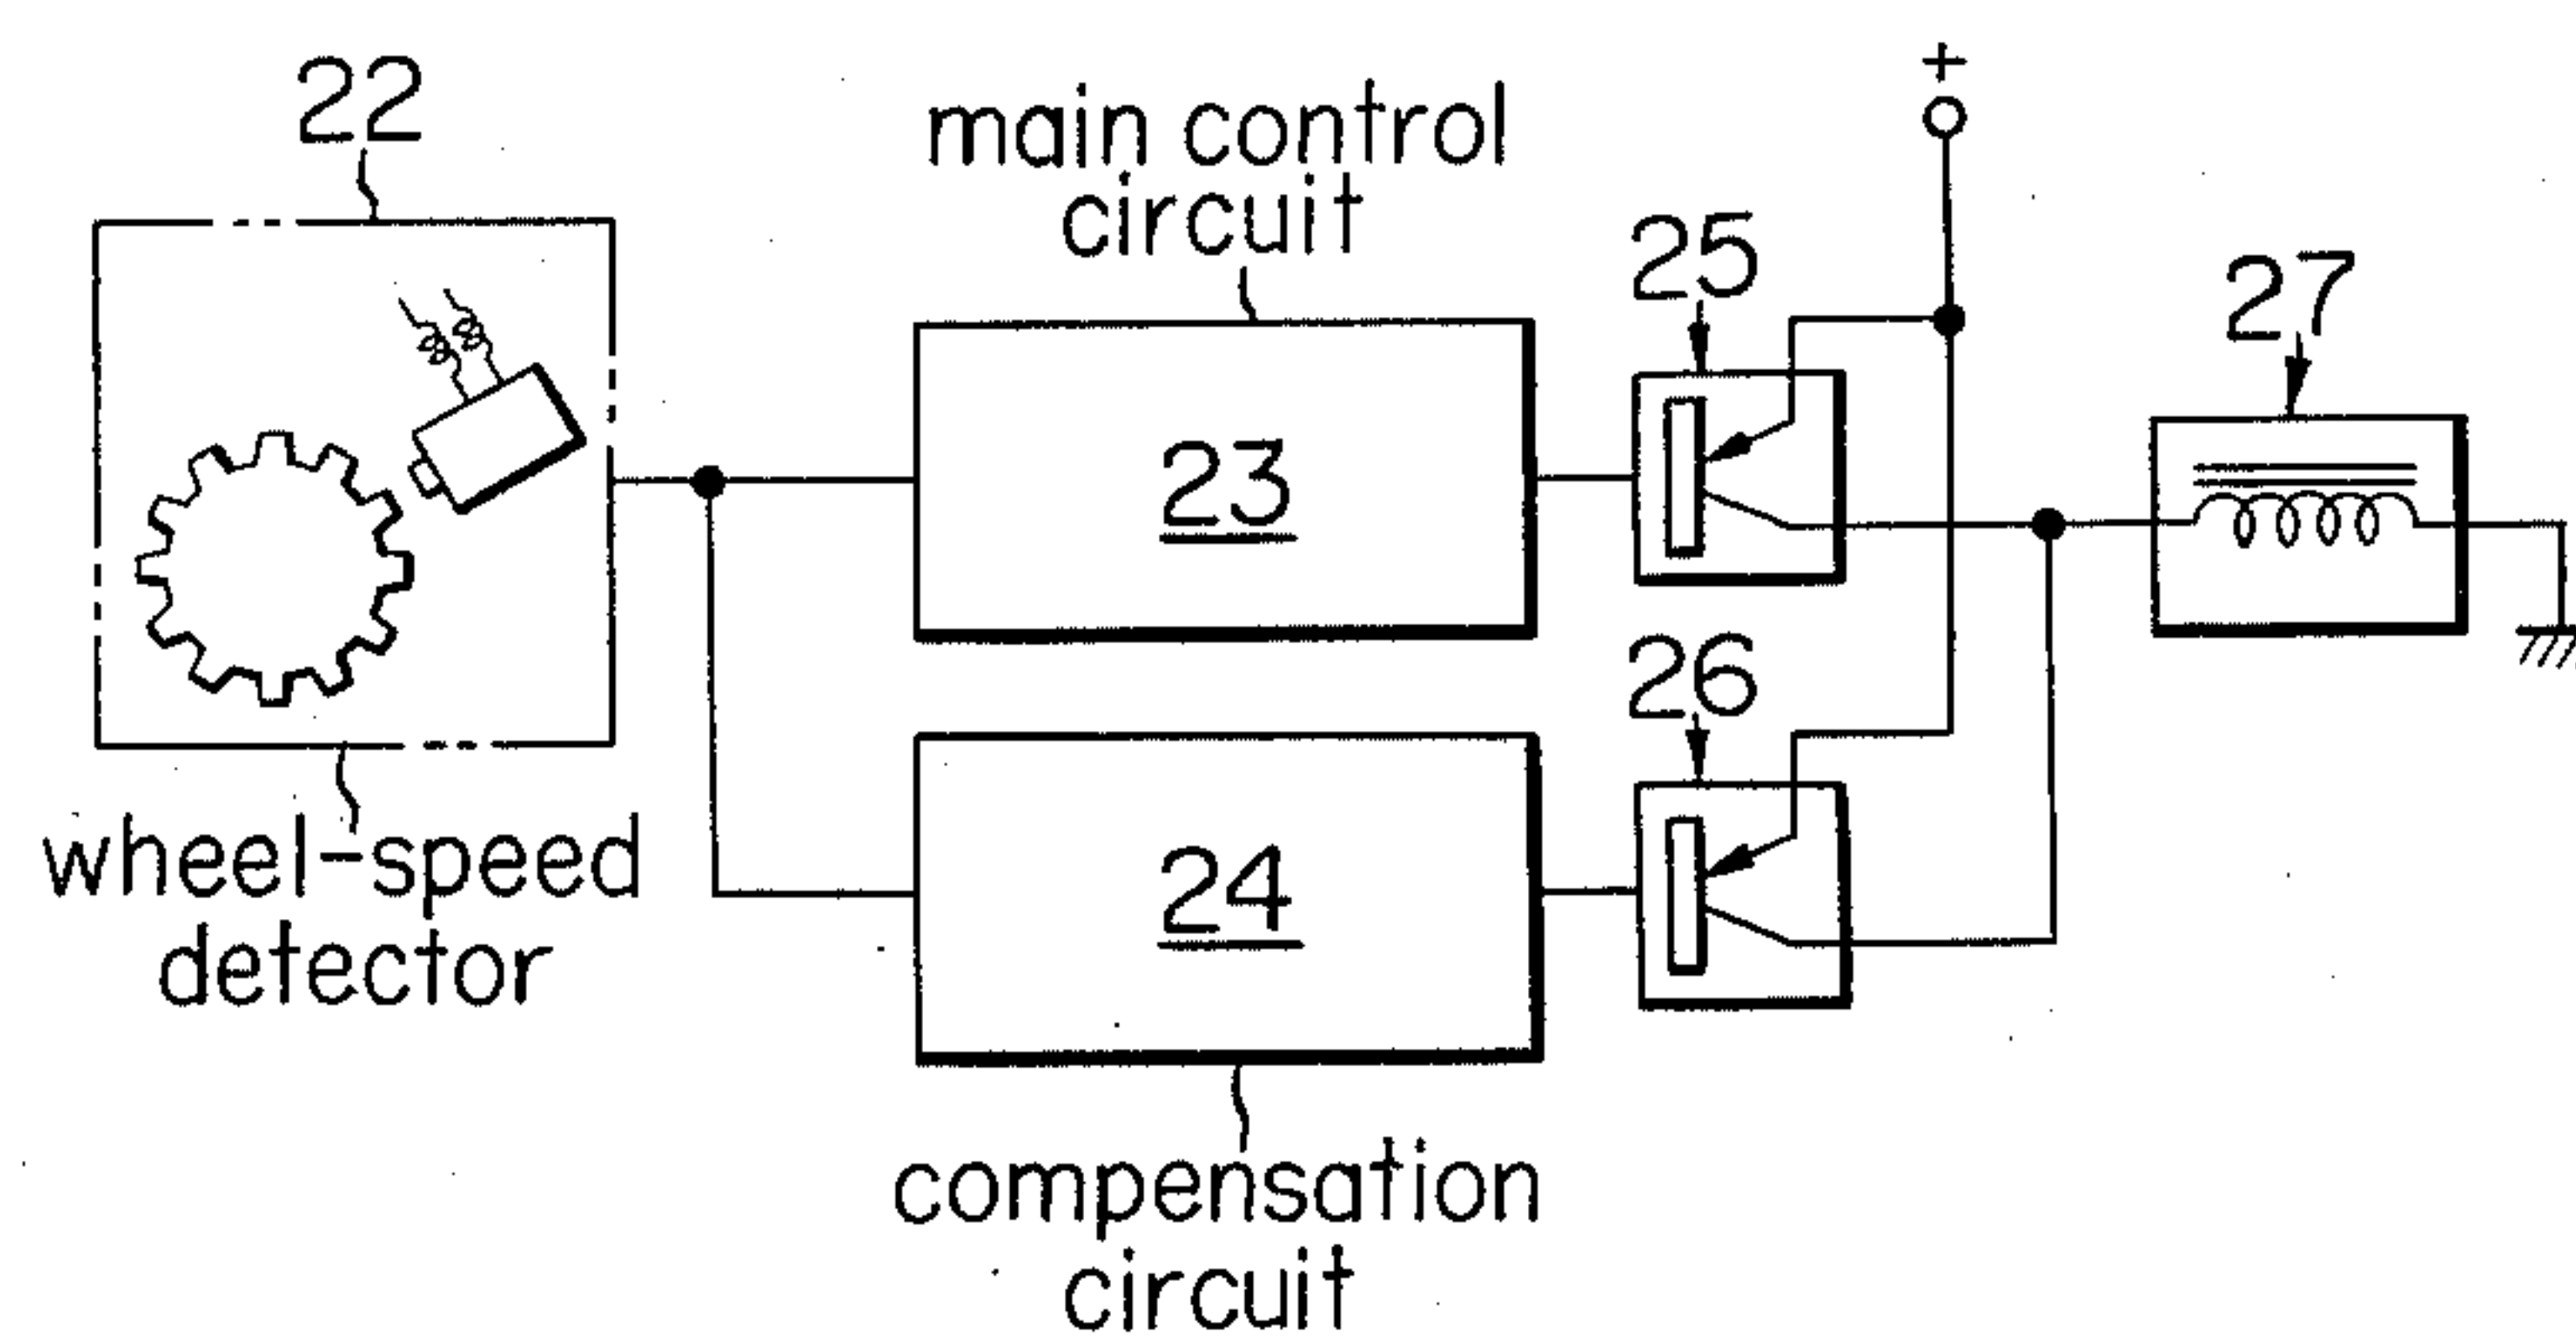 22
main control
circuit
+
25
27
23
26
24
wheel-speed
detector
compensation
circuit